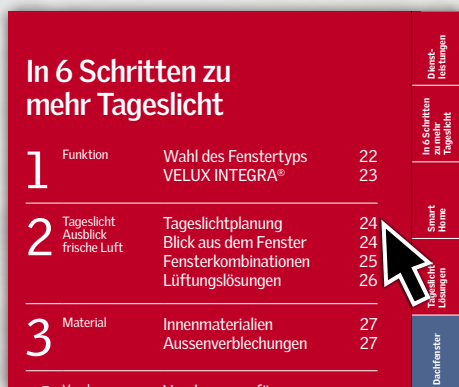 In 6 Schritten zu
mehr Tageslicht
1 Funktion Wahl des Fenstertyps 22
VELUX INTEGRA® 23
2 Tageslicht Tageslichtplanung 24
Ausblick Blick aus dem Fenster 24
frische Luft Fensterkombinationen 25
Lüftungslösungen 26
3 Material Innenmaterialien 27
Aussenverblechungen 27
Dienst-
leistungen
In 6 Schritten
zu mehr
Tageslicht
Smart
Home
Tageslicht
Lösungen
Dachfenster